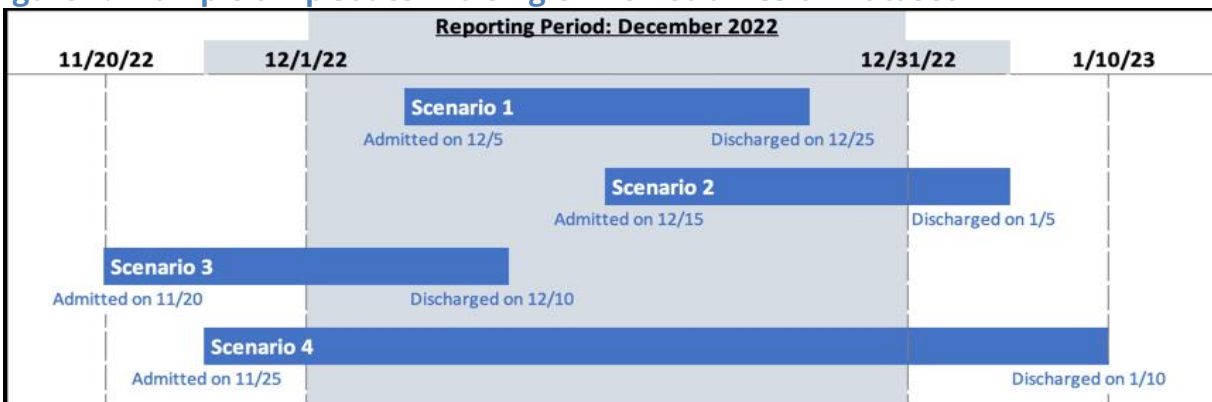 Reporting Period: December 2022
11/20/22 12/1/22 12/31/22 1/10/23
Scenario 1
Admitted on 12/5 Discharged on 12/25
Scenario 2
Admitted on 12/15 Discharged on 1/5
Scenario 3
Admitted on 11/20 Discharged on 12/10
Scenario 4
Admitted on 11/25 Discharged on 1/10